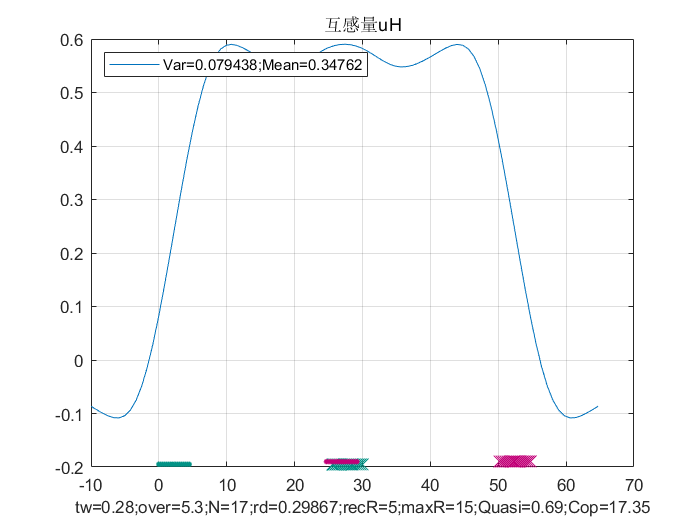 互感量uH
0.6
Var=0.079438;Mean=0.34762
0.5
0.4
0.3
0.2
0.1
0
-0.1
-0.2
-10 0 10 20 30 40 50 60 70
tw=0.28;over=5.3;N=17;rd=0.29867;recR=5;maxR=15;Quasi=0.69;Cop=17.35